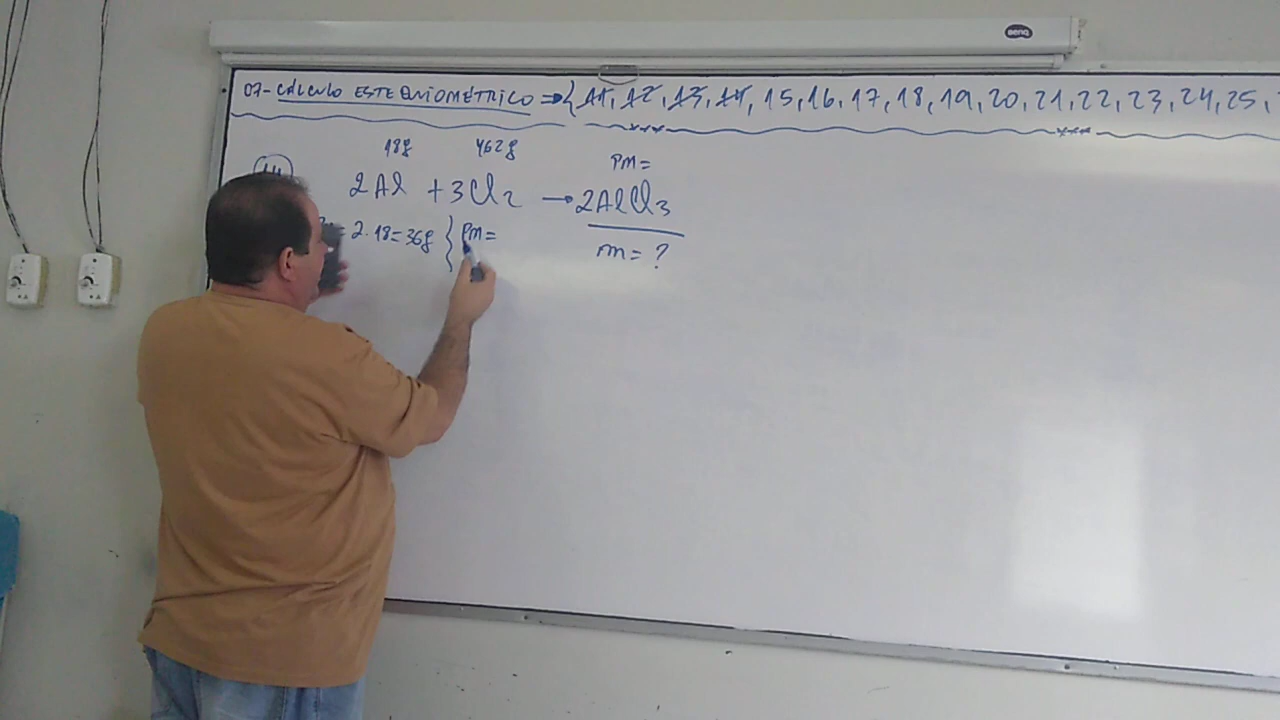 BENQ
07- CÁLCULO ESTEQUIOMÉTRICO ⇒ { 11, 12, 13, 14, 15, 16, 17, 18, 19, 20, 21, 22, 23, 24, 25,
18g 462g PM=
2Al + 3Cl2 → 2AlCl3
= 2.18=36g { PM=
m= ?